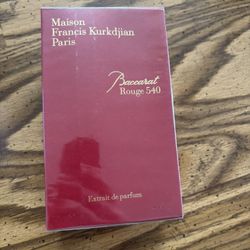 Maison
Francis Kurkdjian
Paris
Baccarat
Rouge 540
Extrait de parfum